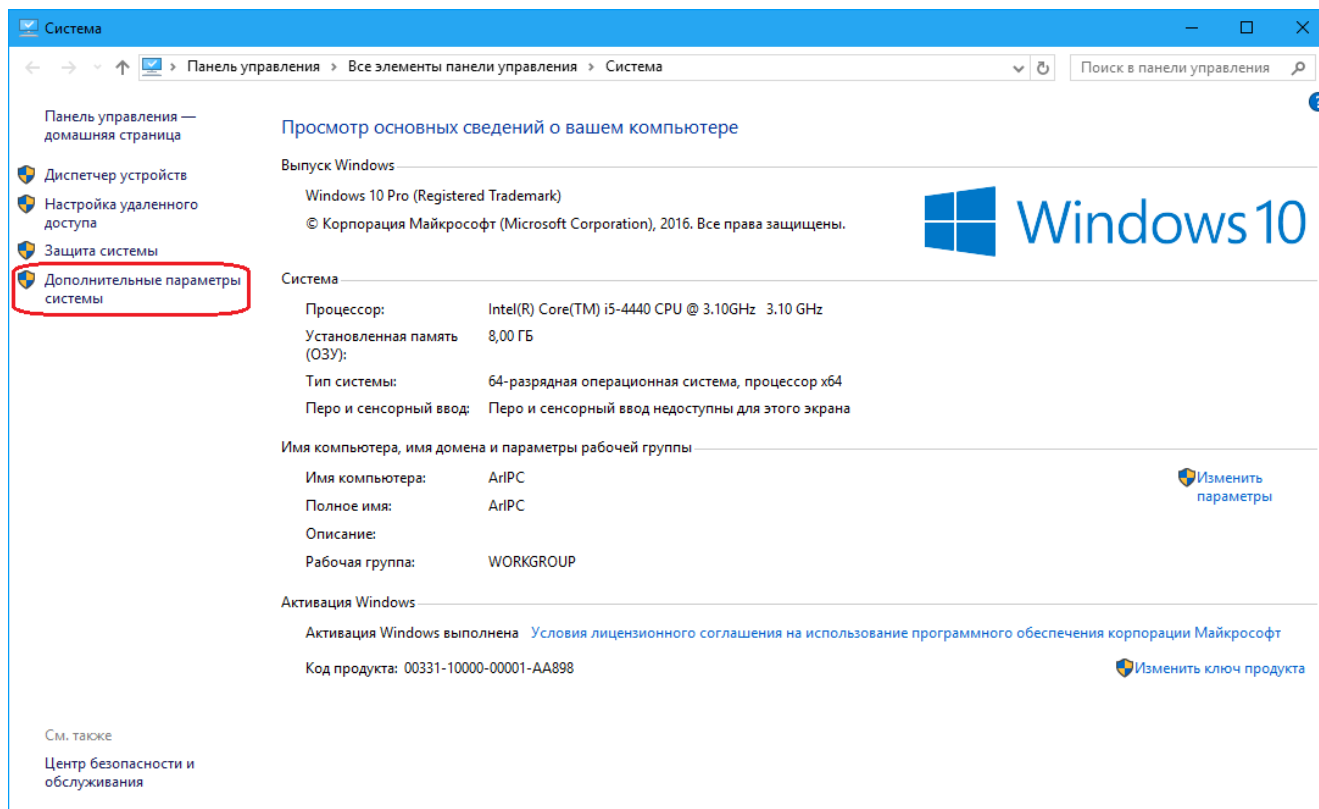 Система
Панель управления › Все элементы панели управления › Система
Поиск в панели управления
Панель управления —
домашняя страница
Диспетчер устройств
Настройка удаленного
доступа
Защита системы
Дополнительные параметры
системы
Просмотр основных сведений о вашем компьютере
Выпуск Windows
Windows 10 Pro (Registered Trademark)
© Корпорация Майкрософт (Microsoft Corporation), 2016. Все права защищены.
Windows 10
Система
Процессор: Intel(R) Core(TM) i5-4440 CPU @ 3.10GHz 3.10 GHz
Установленная память
(ОЗУ): 8,00 ГБ
Тип системы: 64-разрядная операционная система, процессор x64
Перо и сенсорный ввод: Перо и сенсорный ввод недоступны для этого экрана
Имя компьютера, имя домена и параметры рабочей группы
Имя компьютера: ArIPC
Изменить
параметры
Полное имя: ArIPC
Описание:
Рабочая группа: WORKGROUP
Активация Windows
Активация Windows выполнена Условия лицензионного соглашения на использование программного обеспечения корпорации Майкрософт
Код продукта: 00331-10000-00001-AA898
Изменить ключ продукта
См. также
Центр безопасности и
обслуживания